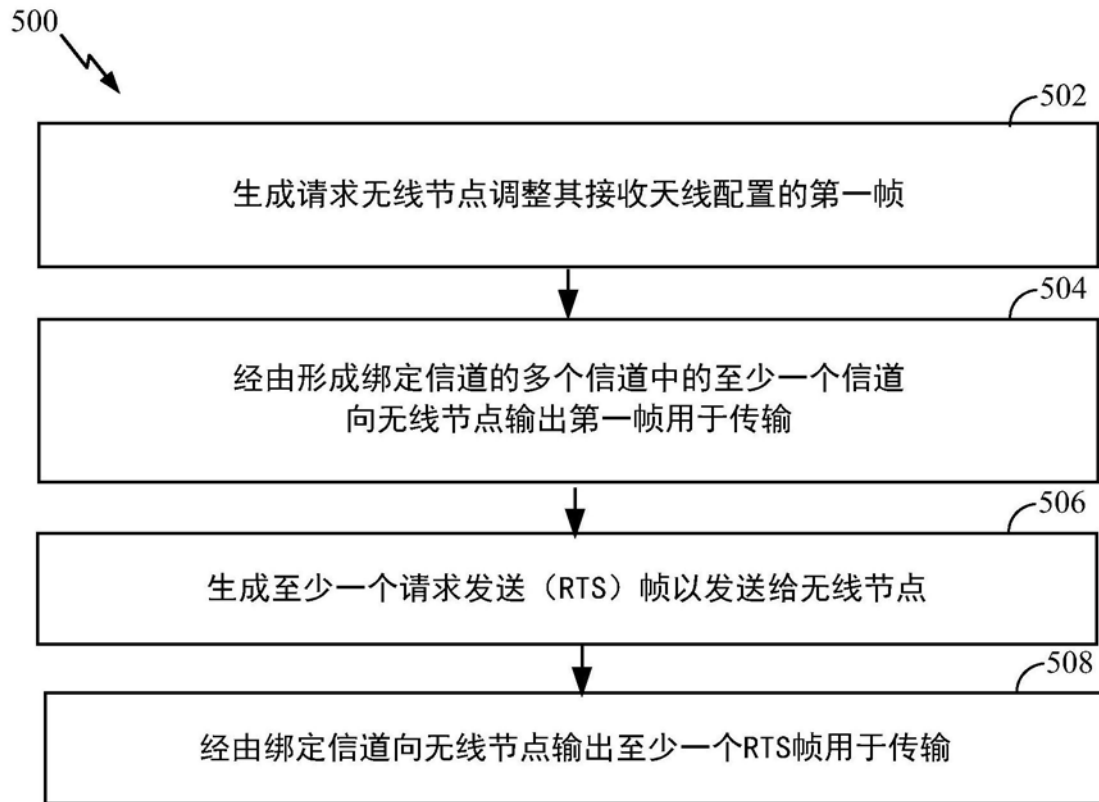 500
502
生成请求无线节点调整其接收天线配置的第一帧
504
经由形成绑定信道的多个信道中的至少一个信道
向无线节点输出第一帧用于传输
506
生成至少一个请求发送（RTS）帧以发送给无线节点
508
经由绑定信道向无线节点输出至少一个RTS帧用于传输